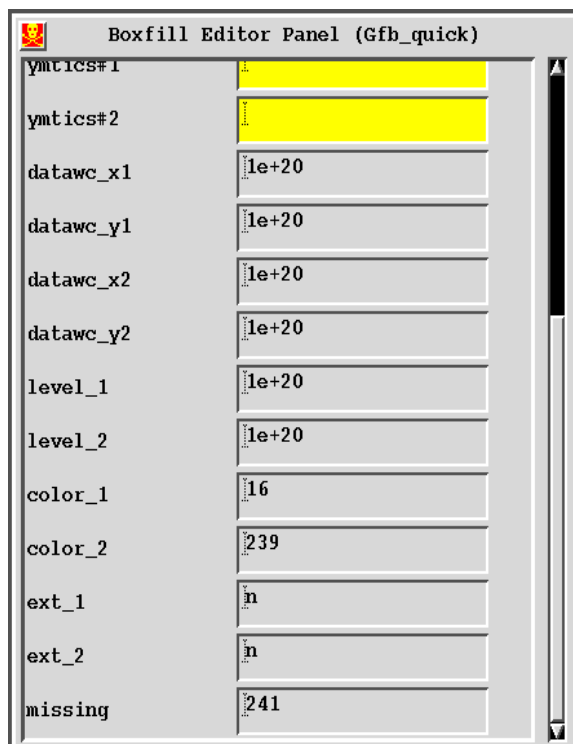 Boxfill Editor Panel (Gfb_quick)
ymtics#1
ymtics#2
datawc_x1 1e+20
datawc_y1 1e+20
datawc_x2 1e+20
datawc_y2 1e+20
level_1 1e+20
level_2 1e+20
color_1 16
color_2 239
ext_1 n
ext_2 n
missing 241